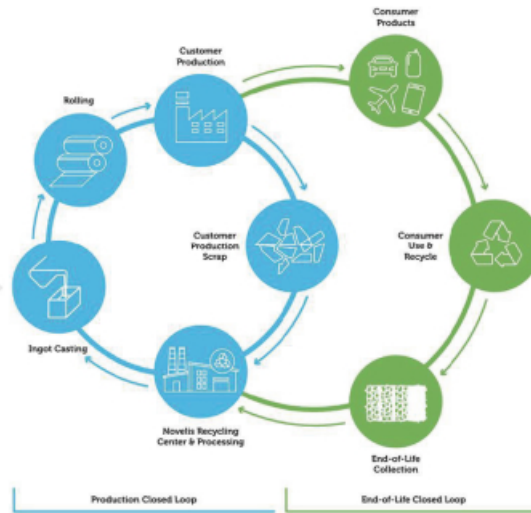 Consumer
Products
Customer
Production
Rolling
Customer
Production
Scrap
Consumer
Use &
Recycle
Ingot Casting
Novelis Recycling
Center & Processing
End-of-Life
Collection
Production Closed Loop
End-of-Life Closed Loop